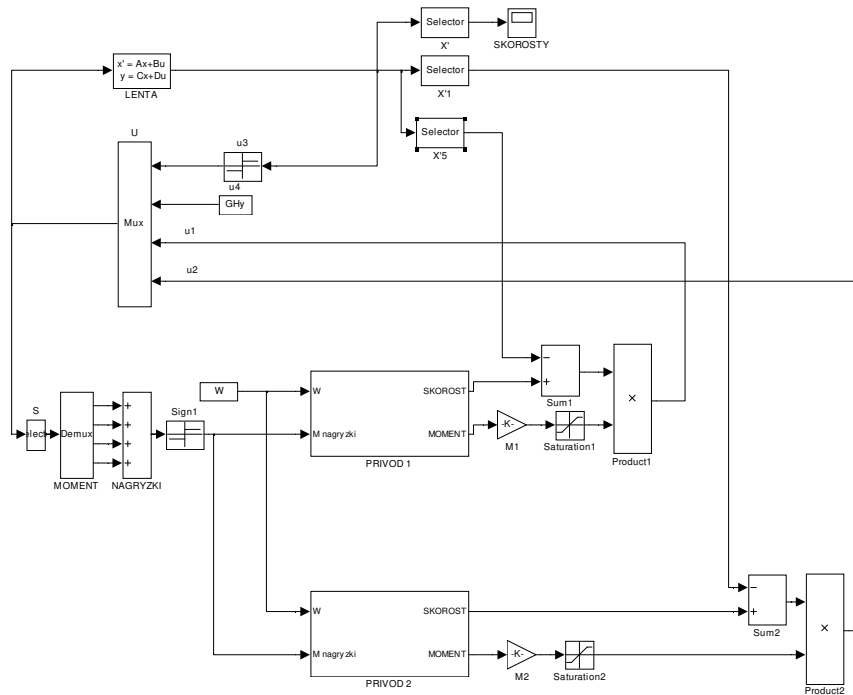 Selector
X'
SKOROSTY
x' = Ax+Bu
y = Cx+Du
LENTA
Selector
X'1
Selector
X'5
U
u3
u4
GHy
Mux
u1
u2
W
S
elect
Demux
MOMENT
+
+
+
+
NAGRYZKI
Sign1
W
M nagryzki
SKOROST
MOMENT
PRIVOD 1
-K-
M1
Saturation1
−
+
Sum1
×
Product1
W
M nagryzki
SKOROST
MOMENT
PRIVOD 2
-K-
M2
Saturation2
−
+
Sum2
×
Product2